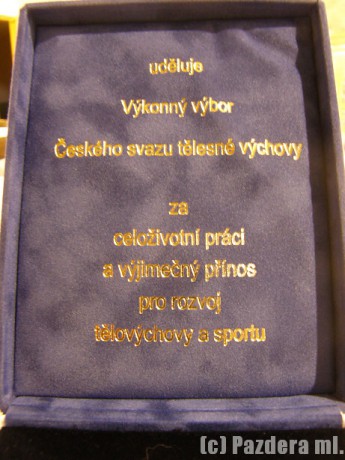 uděluje
Výkonný výbor
Českého svazu tělesné výchovy
za
celoživotní práci
a výjimečný přínos
pro rozvoj
tělovýchovy a sportu
(c) Pazdera ml.